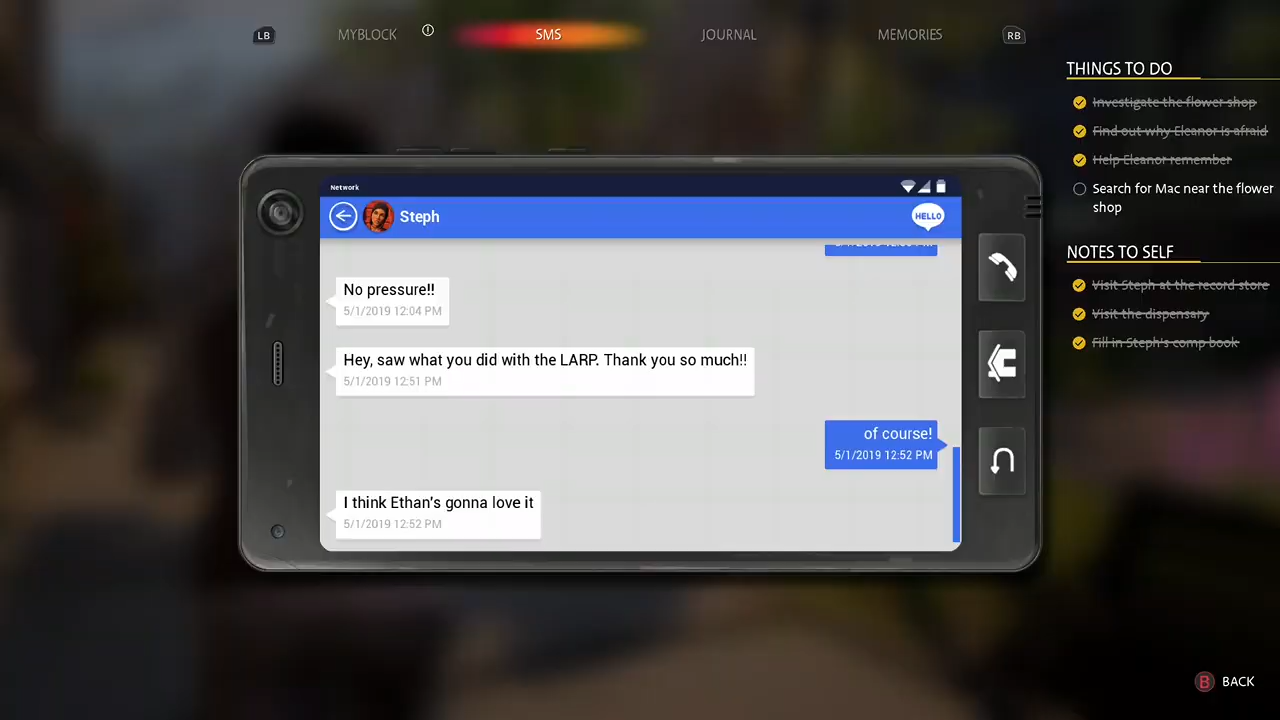 LB
MYBLOCK
SMS
JOURNAL
MEMORIES
RB
THINGS TO DO
Investigate the flower shop
Find out why Eleanor is afraid
Help Eleanor remember
Search for Mac near the flower
shop
NOTES TO SELF
Visit Steph at the record store
Visit the dispensary
Fill in Steph's comp book
Network
Steph
HELLO
No pressure!!
5/1/2019 12:04 PM
Hey, saw what you did with the LARP. Thank you so much!!
5/1/2019 12:51 PM
of course!
5/1/2019 12:52 PM
I think Ethan's gonna love it
5/1/2019 12:52 PM
B BACK